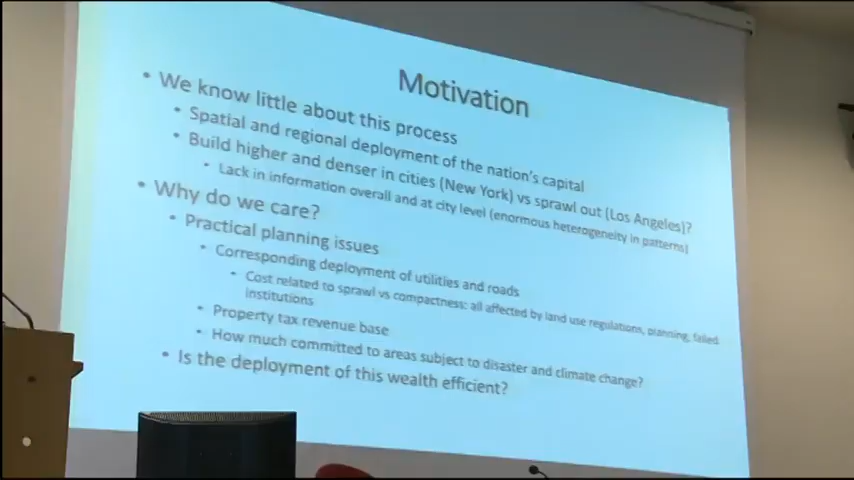 Motivation
• We know little about this process
• Spatial and regional deployment of the nation's capital
• Build higher and denser in cities (New York) vs sprawl out (Los Angeles)?
• Lack in information overall and at city level (enormous heterogeneity in patterns)
• Why do we care?
• Practical planning issues
• Corresponding deployment of utilities and roads
• Cost related to sprawl vs compactness: all affected by land use regulations, planning, failed
institutions
• Property tax revenue base
• How much committed to areas subject to disaster and climate change?
• Is the deployment of this wealth efficient?